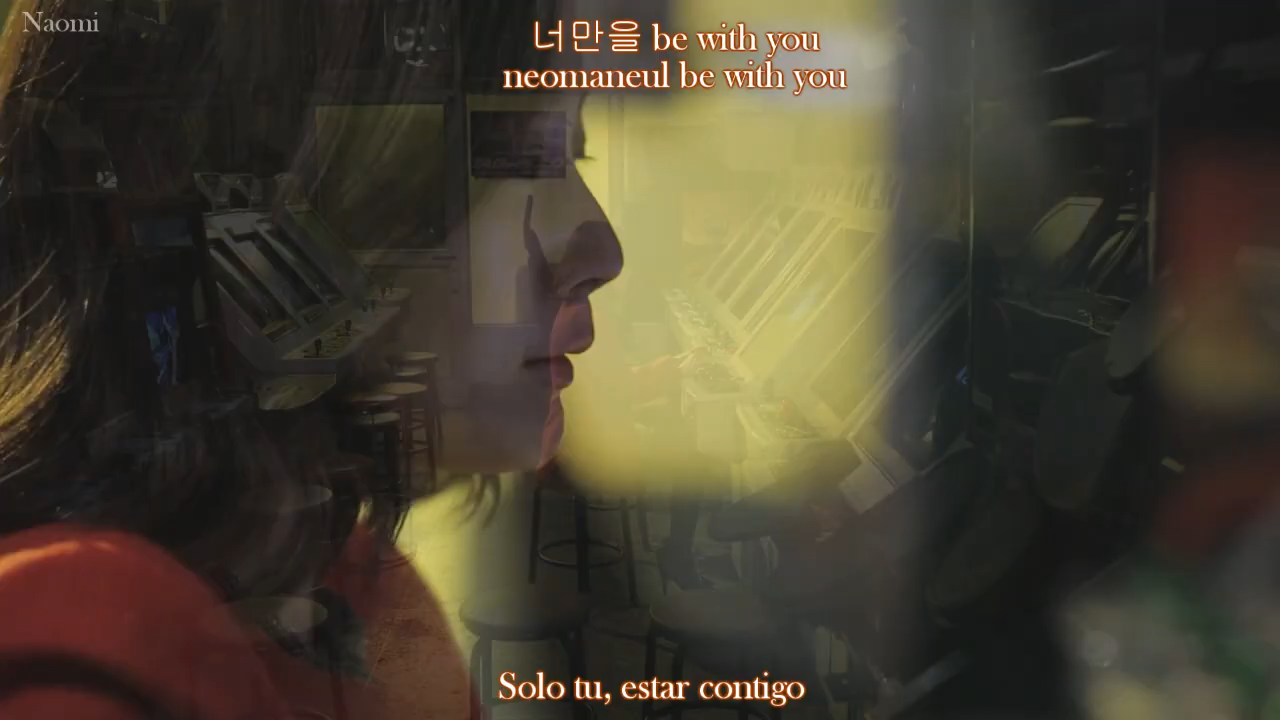 Naomi
너만을 be with you
neomaneul be with you
Solo tu, estar contigo